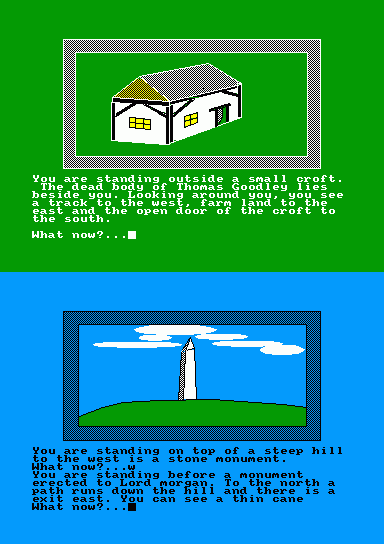 You are standing outside a small croft.
The dead body of Thomas Goodley lies
beside you. Looking around you, you see
a track to the west, farm land to the
east and the open door of the croft to
the south.
What now?...
You are standing on top of a steep hill
to the west is a stone monument.
What now?...w
You are standing before a monument
erected to Lord morgan. To the north a
path runs down the hill and there is a
exit east. You can see a thin cane
What now?...